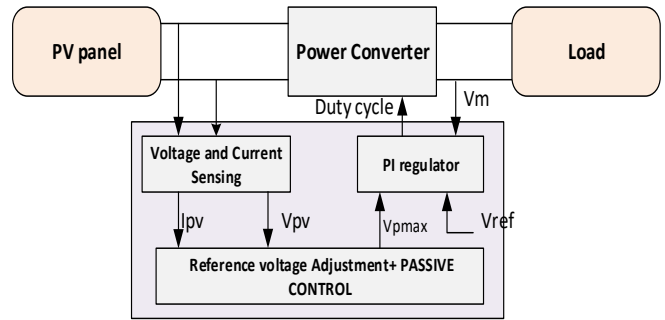 PV panel
Power Converter
Load
Duty cycle
Vm
Voltage and Current
Sensing
PI regulator
Ipv
Vpv
Vpmax
Vref
Reference voltage Adjustment+ PASSIVE
CONTROL